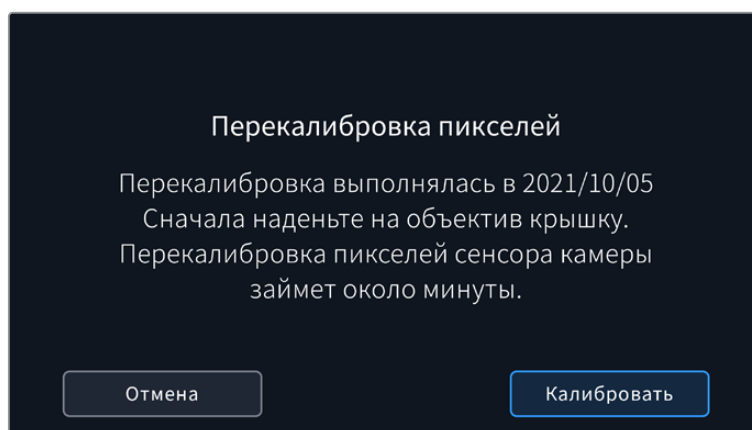 Перекалибровка пикселей
Перекалибровка выполнялась в 2021/10/05
Сначала наденьте на объектив крышку.
Перекалибровка пикселей сенсора камеры
займет около минуты.
Отмена
Калибровать